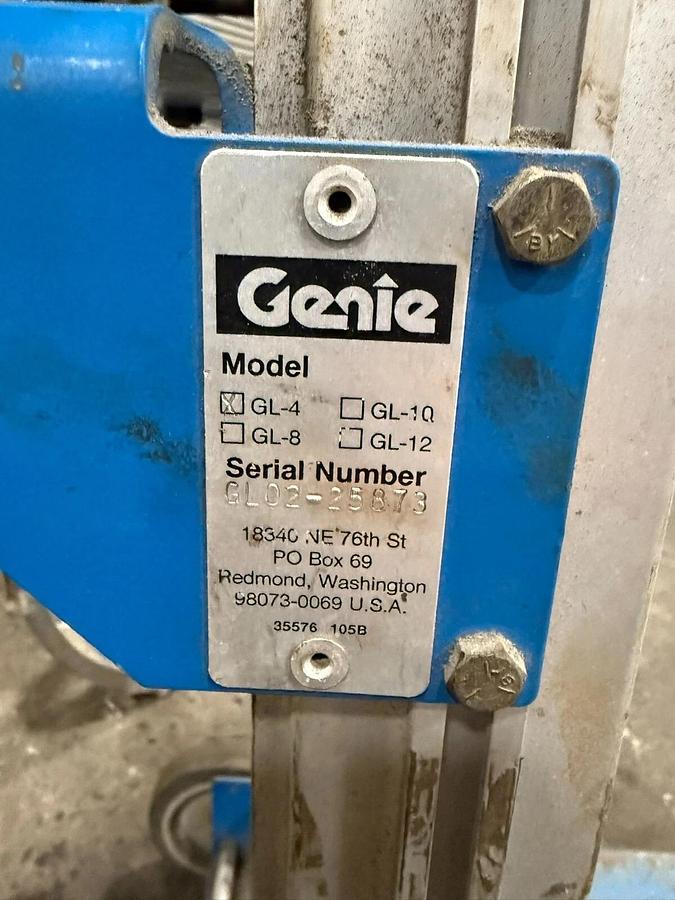 Genie
Model
☒ GL-4 ☐ GL-10
☐ GL-8 ☐ GL-12
Serial Number
GL02-25873
18340 NE 76th St
PO Box 69
Redmond, Washington
98073-0069 U.S.A.
35576 105B